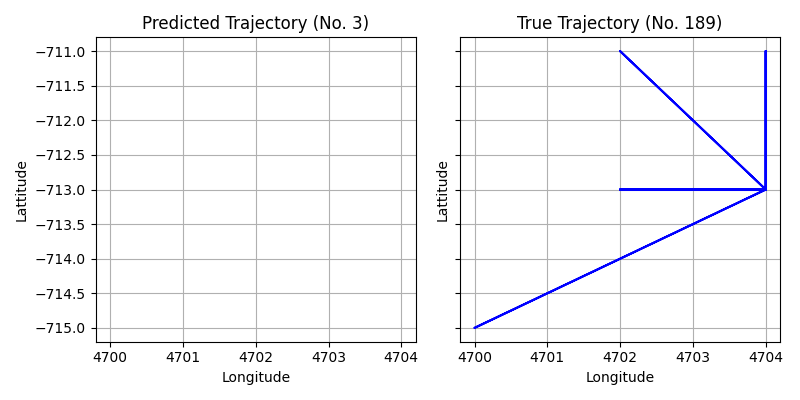 Predicted Trajectory (No. 3)
True Trajectory (No. 189)
−711.0
−711.5
−712.0
−712.5
−713.0
−713.5
−714.0
−714.5
−715.0
Lattitude
Lattitude
4700 4701 4702 4703 4704
4700 4701 4702 4703 4704
Longitude
Longitude